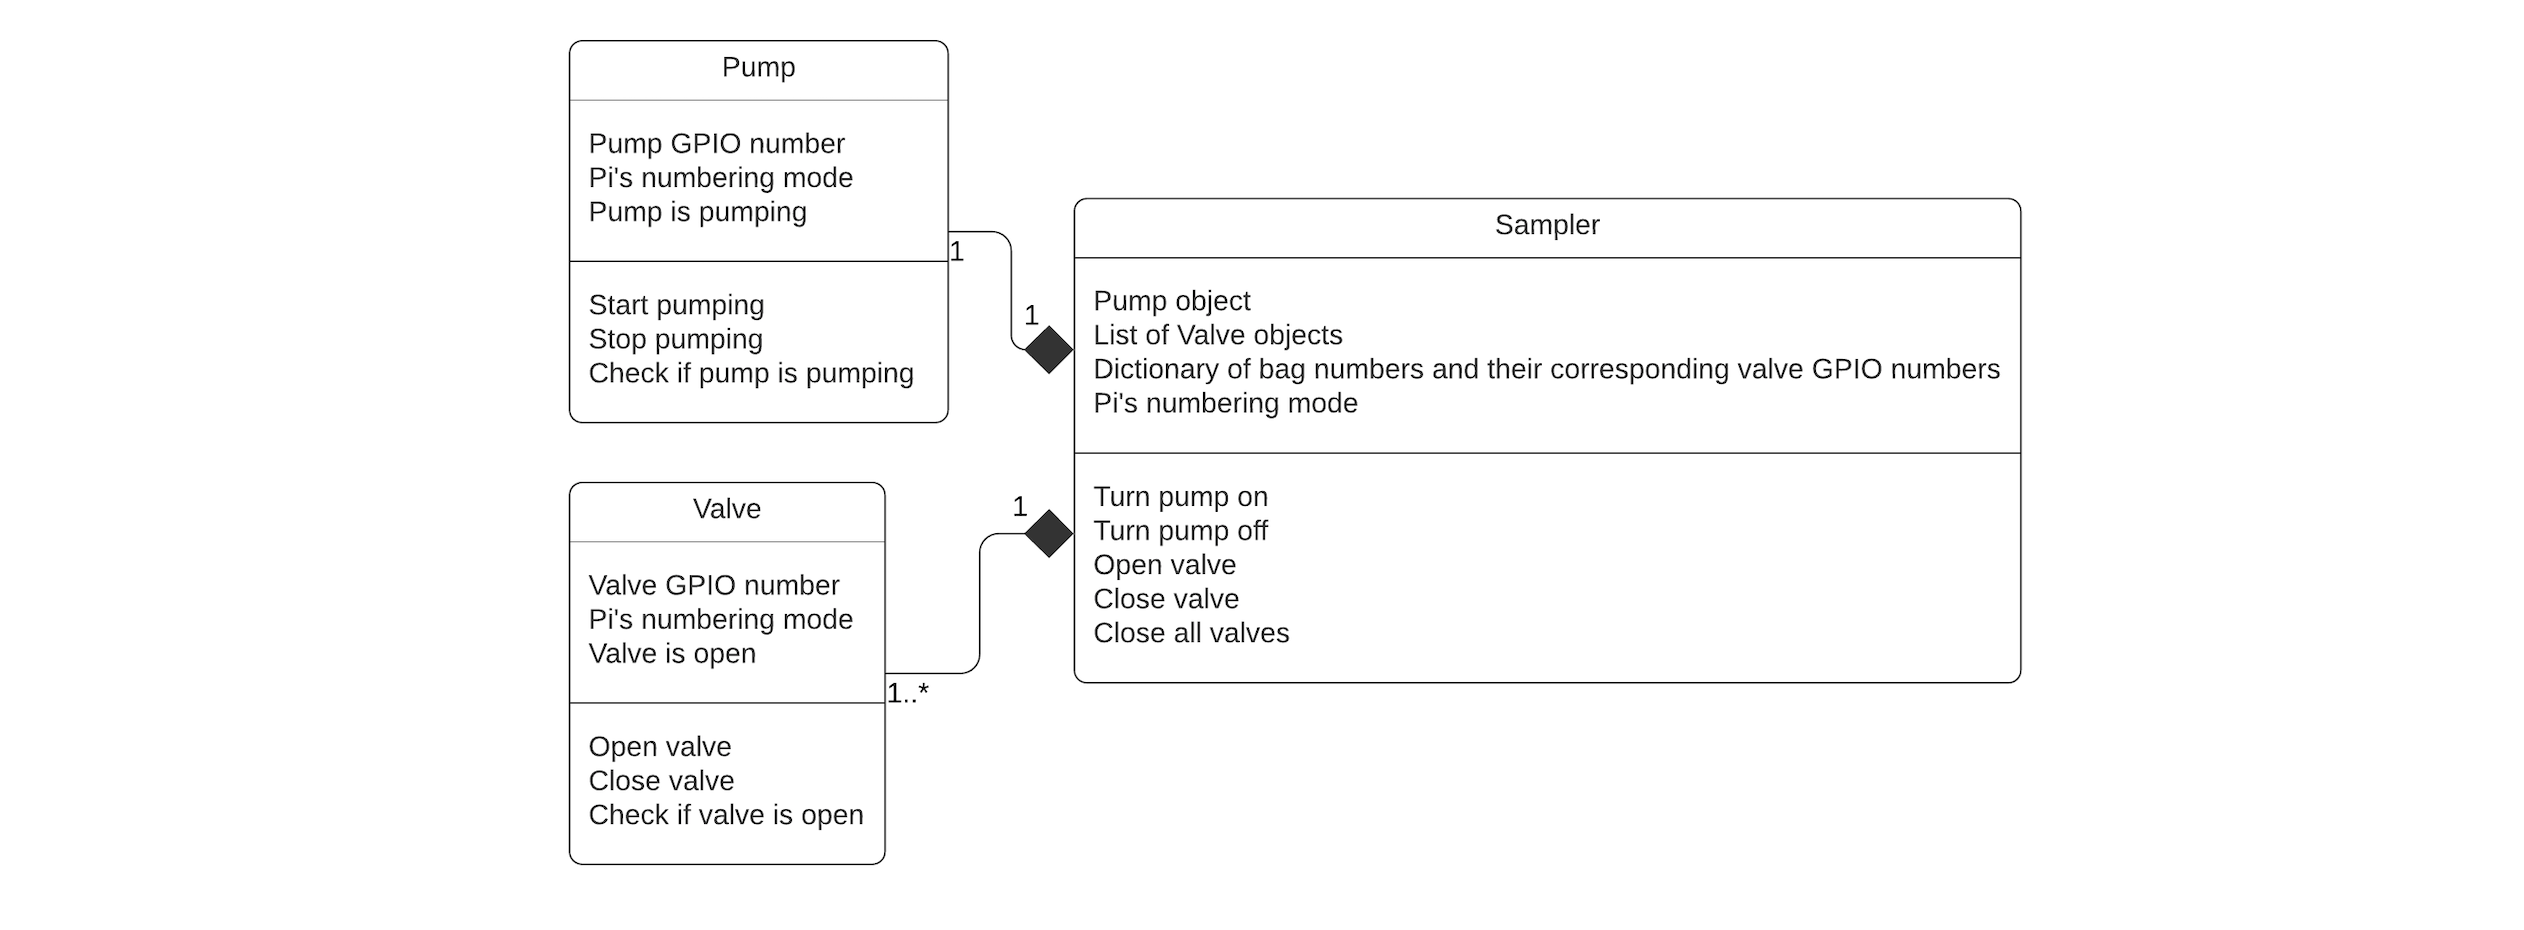 Pump
Pump GPIO number
Pi's numbering mode
Pump is pumping
Start pumping
Stop pumping
Check if pump is pumping
1
1
Valve
Valve GPIO number
Pi's numbering mode
Valve is open
Open valve
Close valve
Check if valve is open
1..*
1
Sampler
Pump object
List of Valve objects
Dictionary of bag numbers and their corresponding valve GPIO numbers
Pi's numbering mode
Turn pump on
Turn pump off
Open valve
Close valve
Close all valves